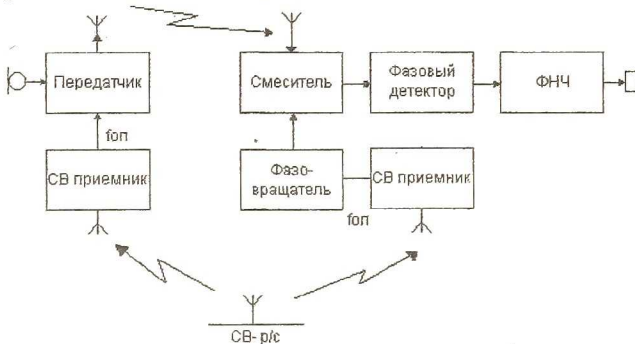 Передатчик
Смеситель
Фазовый
детектор
ФНЧ
fоп
СВ приемник
Фазо-
вращатель
СВ приемник
fоп
СВ- р/с